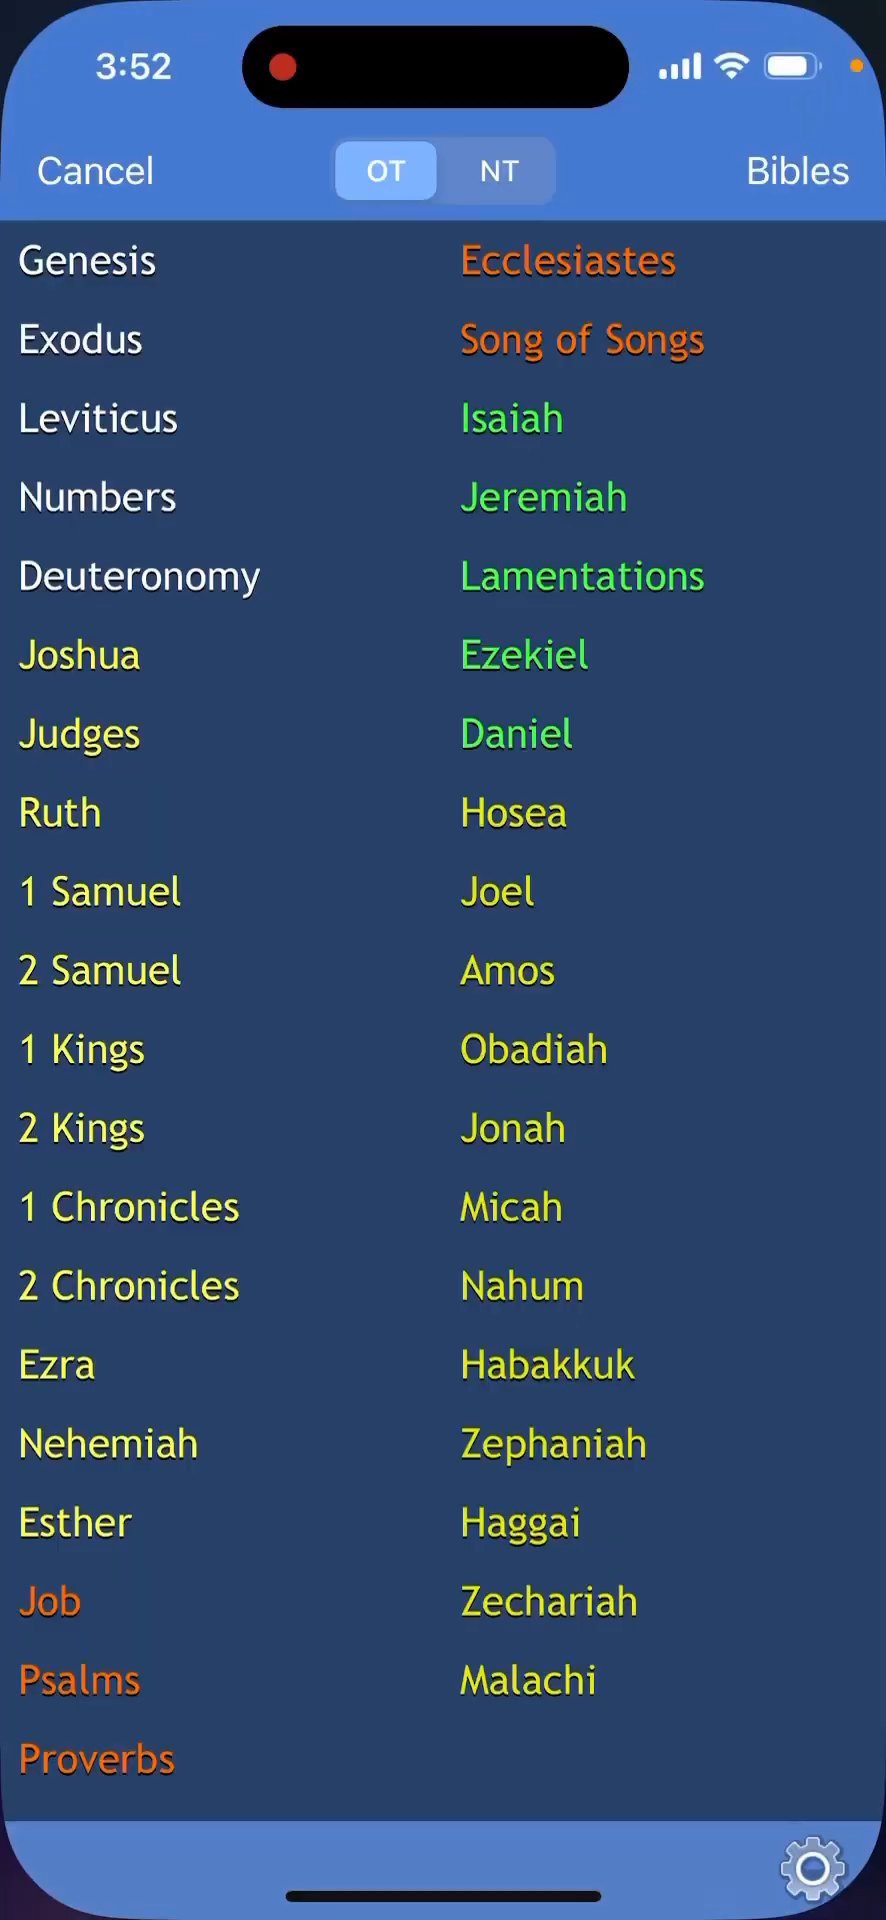 3:52
Cancel
OT
NT
Bibles
Genesis
Exodus
Leviticus
Numbers
Deuteronomy
Joshua
Judges
Ruth
1 Samuel
2 Samuel
1 Kings
2 Kings
1 Chronicles
2 Chronicles
Ezra
Nehemiah
Esther
Job
Psalms
Proverbs
Ecclesiastes
Song of Songs
Isaiah
Jeremiah
Lamentations
Ezekiel
Daniel
Hosea
Joel
Amos
Obadiah
Jonah
Micah
Nahum
Habakkuk
Zephaniah
Haggai
Zechariah
Malachi